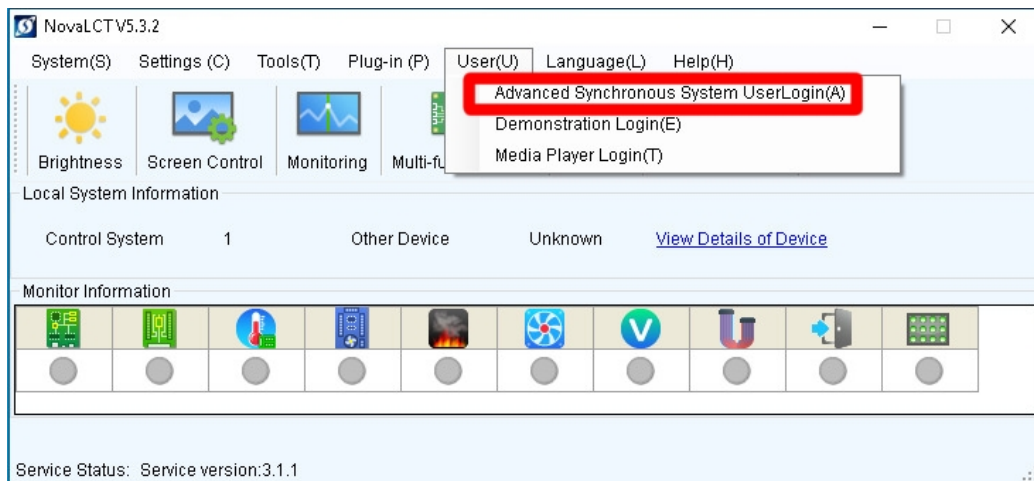 NovaLCT V5.3.2
System(S) Settings (C) Tools(T) Plug-in (P) User(U) Language(L) Help(H)
Advanced Synchronous System UserLogin(A)
Demonstration Login(E)
Media Player Login(T)
Brightness Screen Control Monitoring Multi-fu
Local System Information
Control System 1 Other Device Unknown View Details of Device
Monitor Information
V
Service Status: Service version:3.1.1